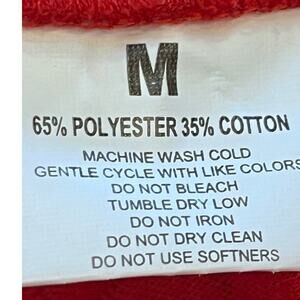 M
65% POLYESTER 35% COTTON
MACHINE WASH COLD
GENTLE CYCLE WITH LIKE COLORS
DO NOT BLEACH
TUMBLE DRY LOW
DO NOT IRON
DO NOT DRY CLEAN
DO NOT USE SOFTNERS